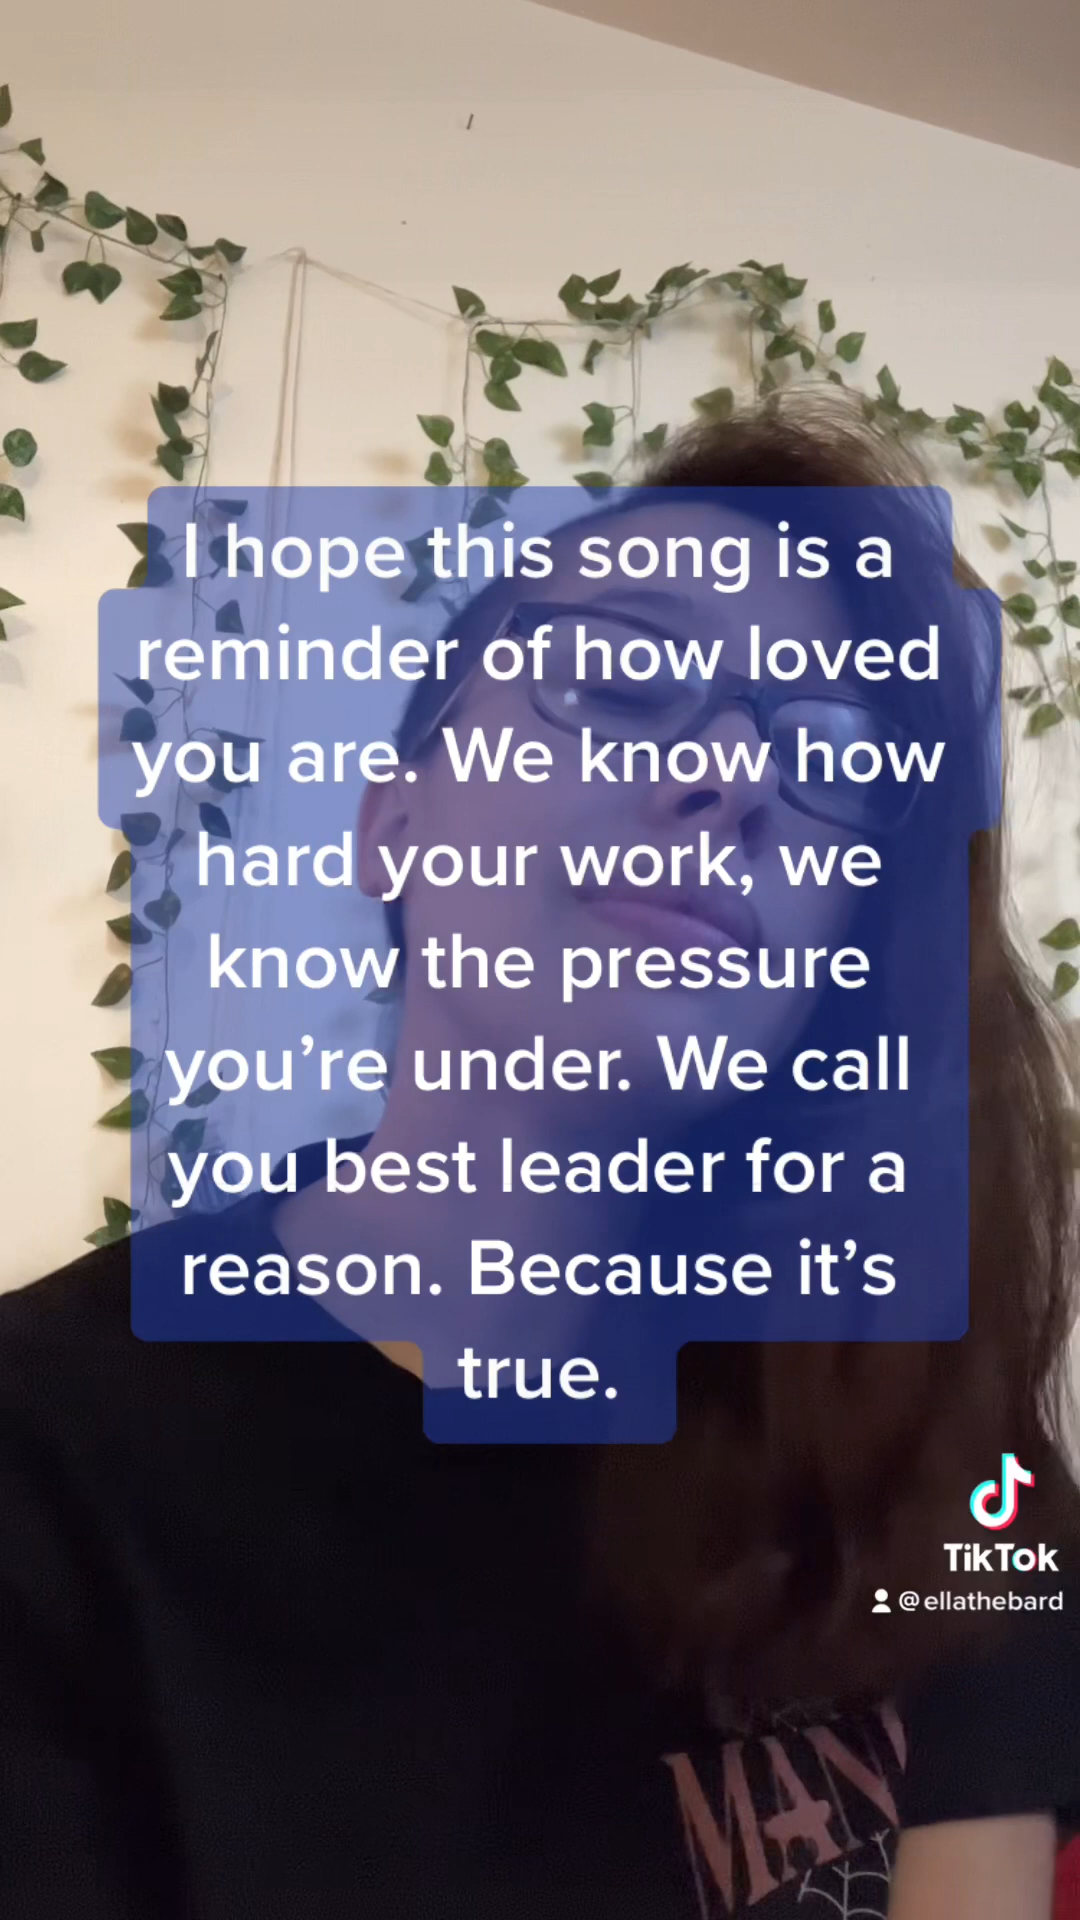 I hope this song is a
reminder of how loved
you are. We know how
hard your work, we
know the pressure
you’re under. We call
you best leader for a
reason. Because it’s
true.
TikTok
@ellathebard
MAN